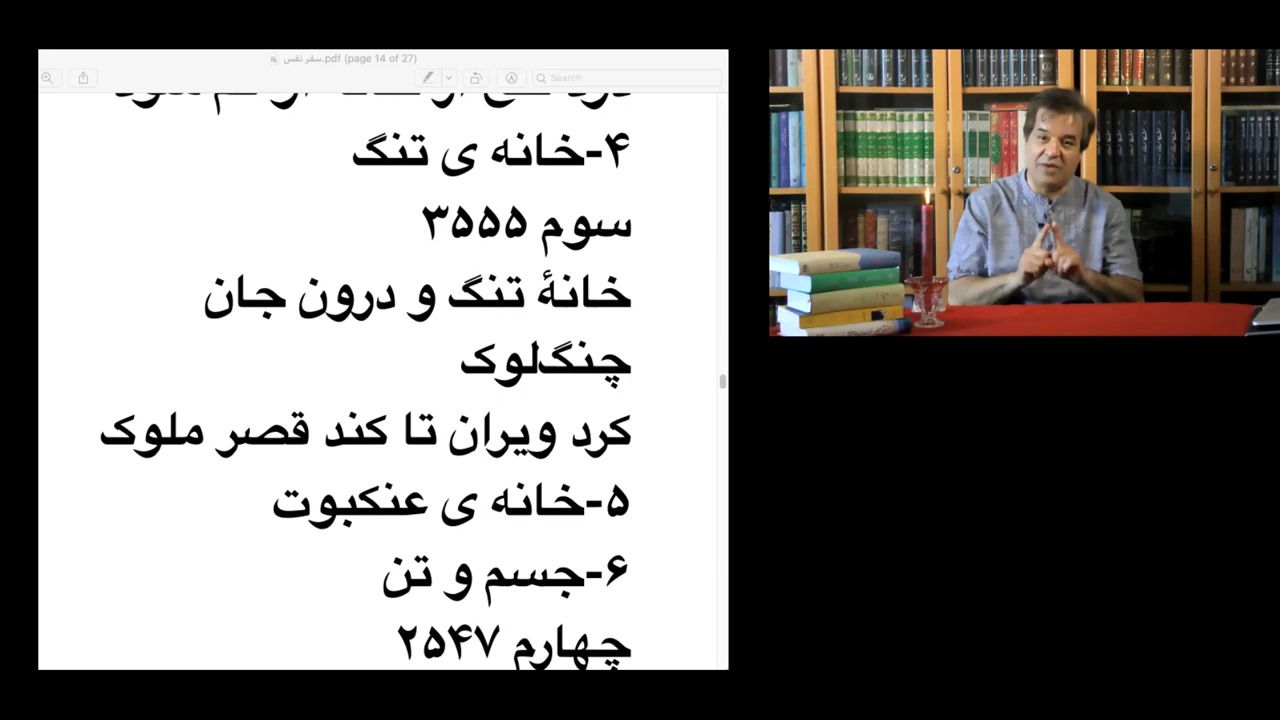 سفر نفس.pdf (page 14 of 27)
Search
۴-خانه ی تنگ
سوم ۳۵۵۵
خانهٔ تنگ و درون جان
چنگلوک
کرد ویران تا کند قصر ملوک
۵-خانه ی عنکبوت
۶-جسم و تن
چهارم ۲۵۴۷